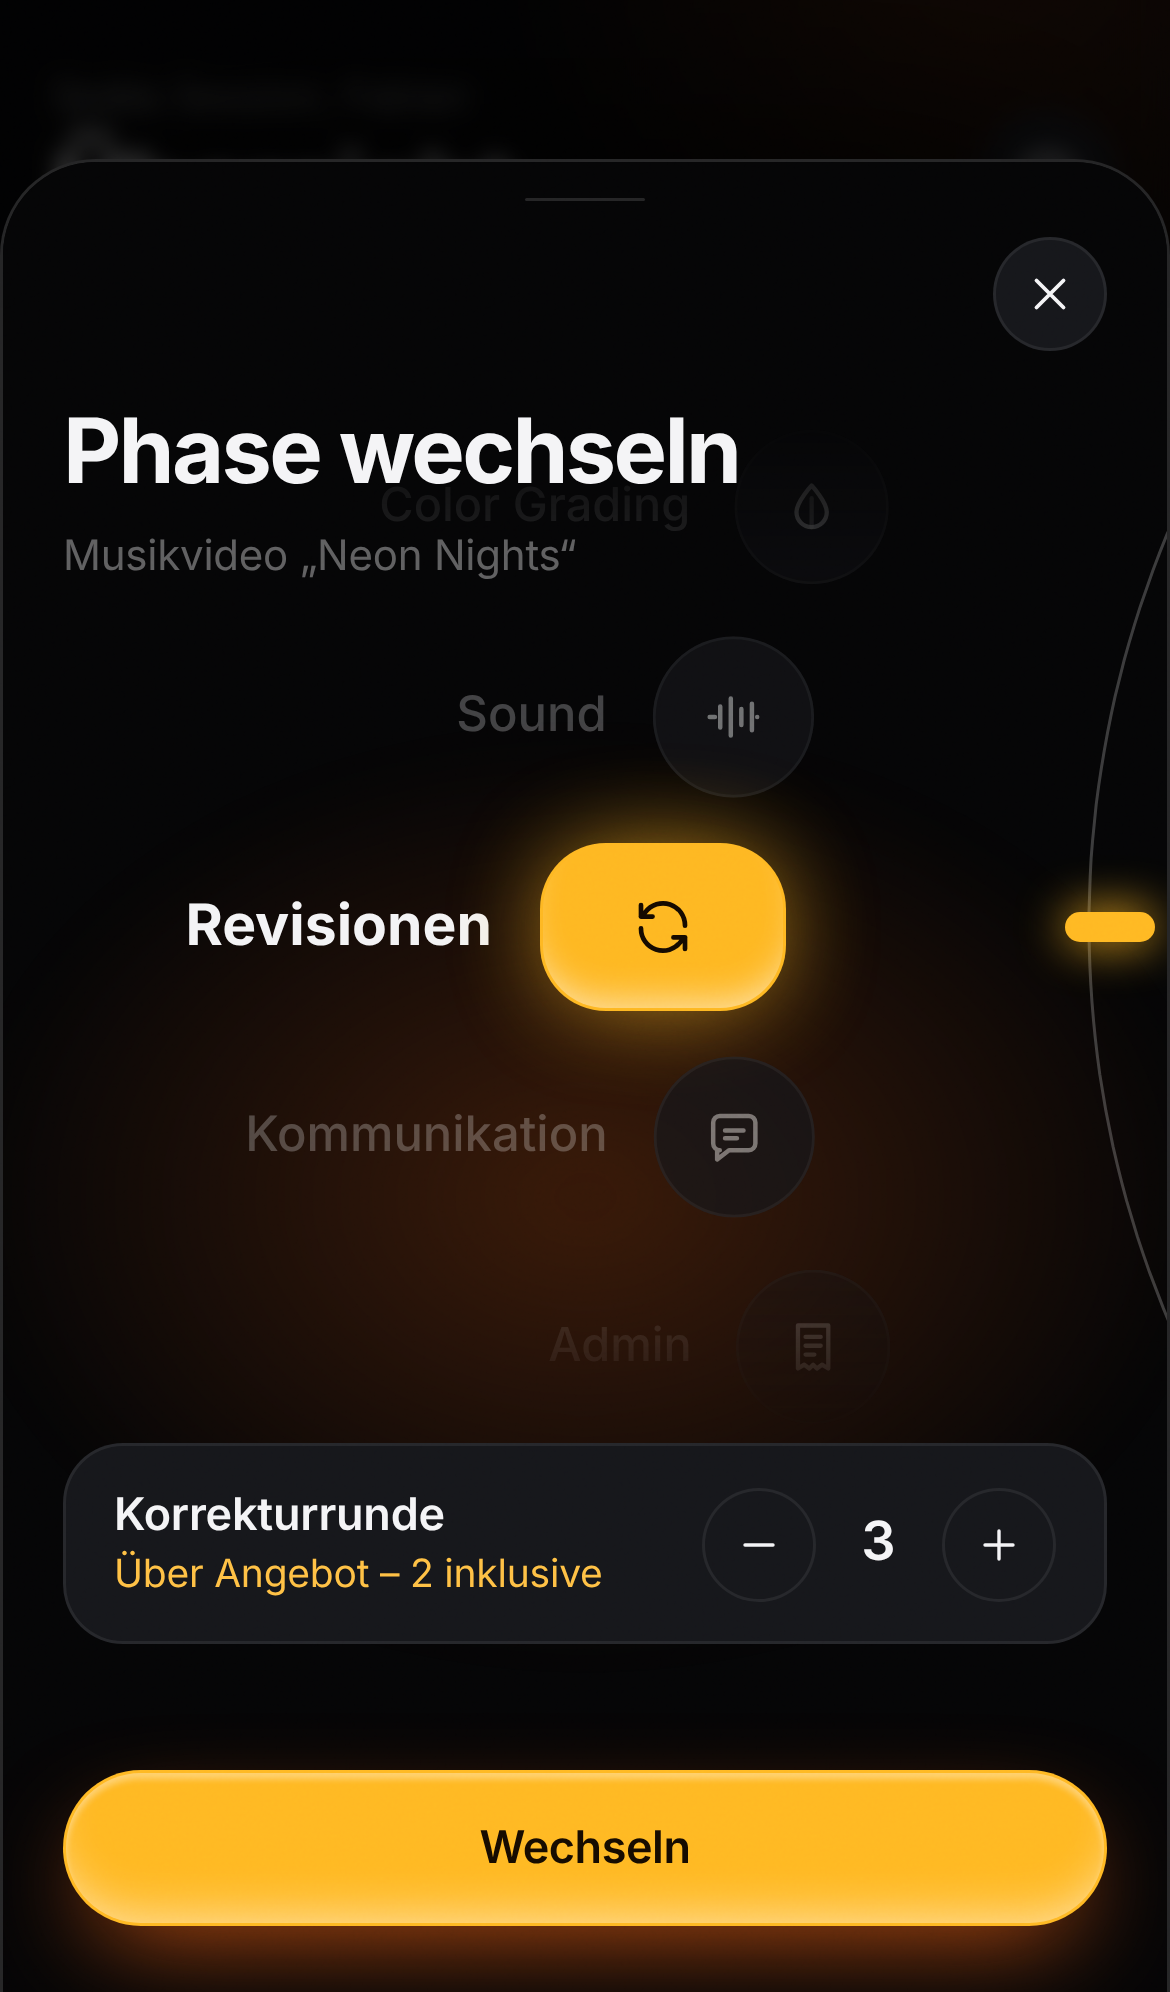 Phase wechseln
Color Grading
Musikvideo „Neon Nights“
Sound
Revisionen
Kommunikation
Admin
Korrekturrunde
Über Angebot – 2 inklusive
3
Wechseln